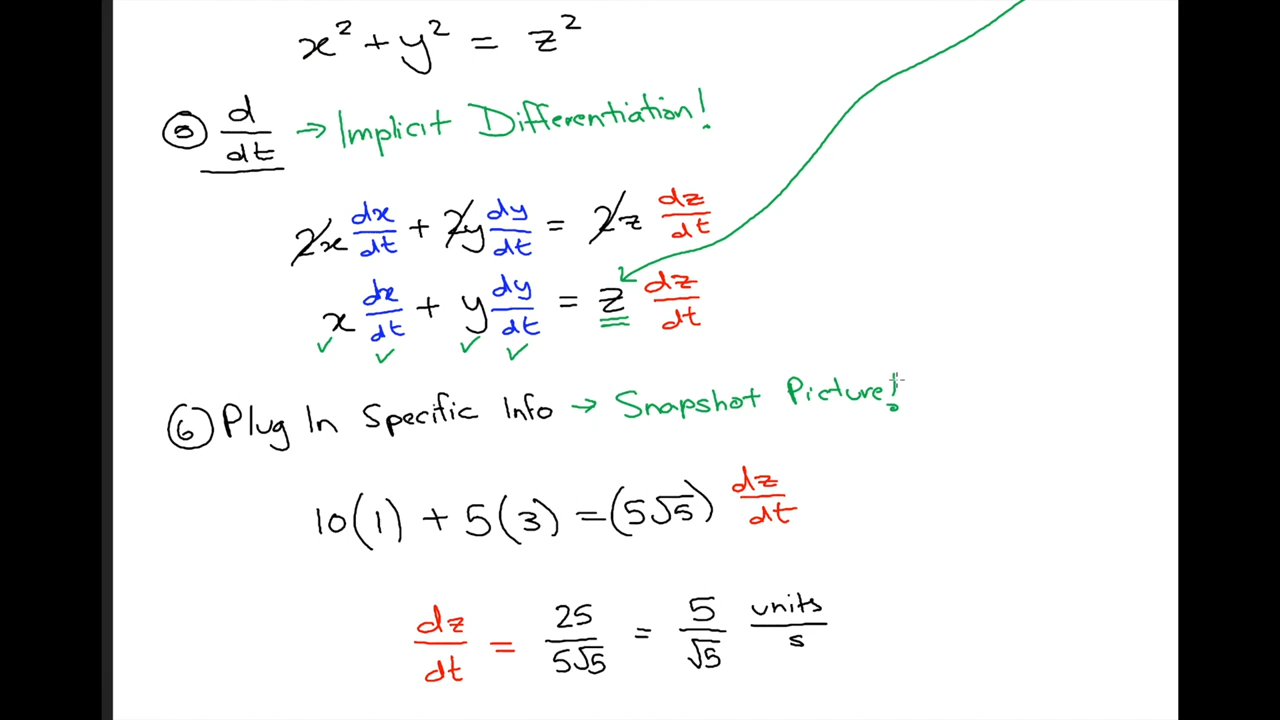 x² + y² = z²
⑤ d/dt → Implicit Differentiation!
2x dx/dt + 2y dy/dt = 2z dz/dt
x dx/dt + y dy/dt = z dz/dt
⑥ Plug In Specific Info → Snapshot Picture!
10(1) + 5(3) = (5√5) dz/dt
dz/dt = 25/5√5 = 5/√5 units/s